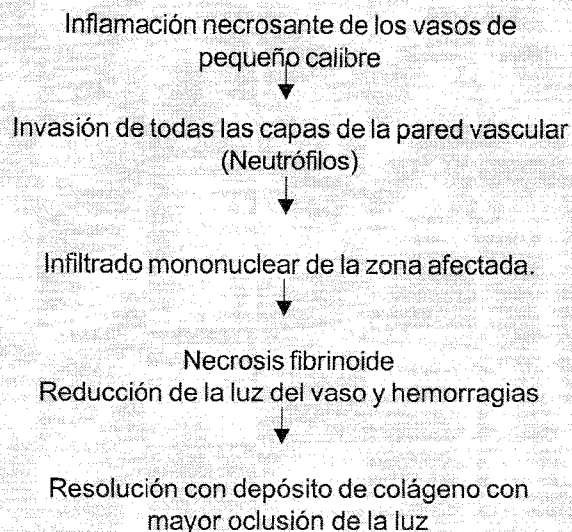 Inflamación necrosante de los vasos de
pequeño calibre
Invasión de todas las capas de la pared vascular
(Neutrófilos)
Infiltrado mononuclear de la zona afectada.
Necrosis fibrinoide
Reducción de la luz del vaso y hemorragias
Resolución con depósito de colágeno con
mayor oclusión de la luz